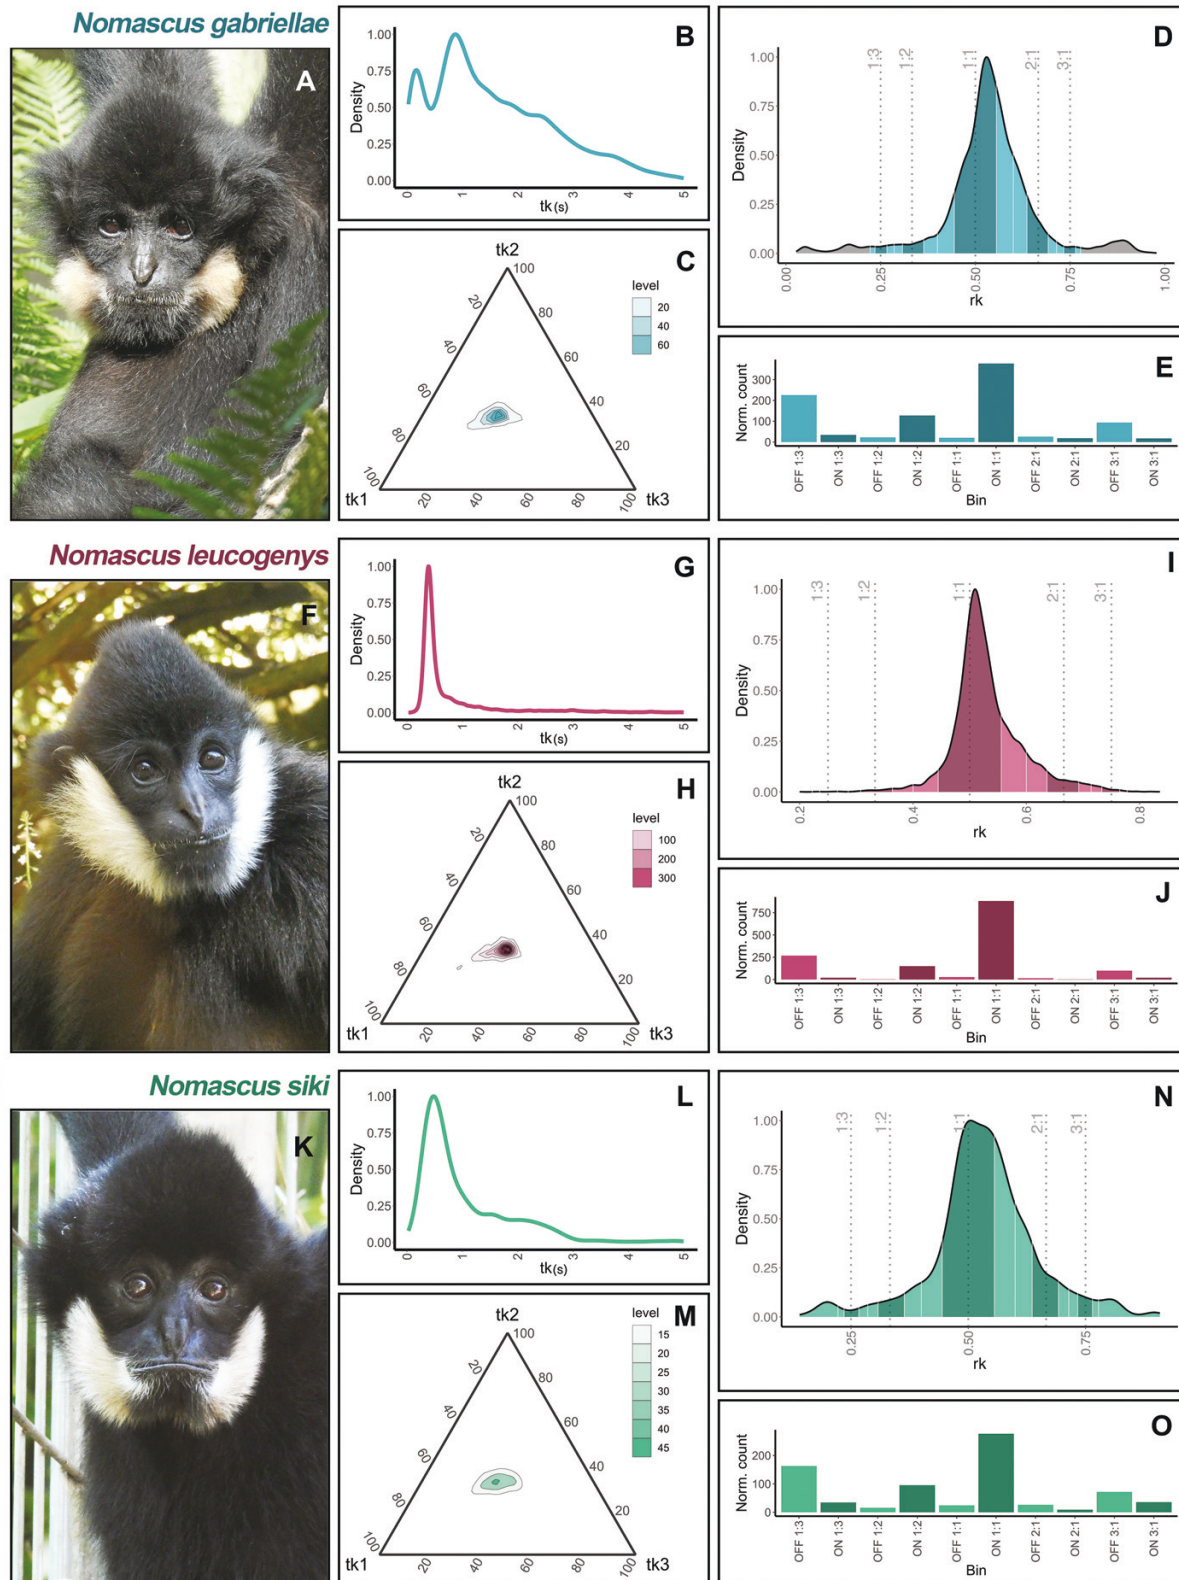 Nomascus gabriellae
A
B
Density
1.00
0.75
0.50
0.25
0.00
0
1
2
3
4
5
tk(s)
C
tk2
100
20
80
40
60
60
40
80
20
100
tk1
20
40
60
80
100
tk3
level
20
40
60
D
1:3
1:2
1:1
2:1
3:1
Density
1.00
0.75
0.50
0.25
0.00
0.00
0.25
0.50
0.75
1.00
rk
E
Norm. count
300
200
100
0
OFF 1:3
ON 1:3
OFF 1:2
ON 1:2
OFF 1:1
ON 1:1
OFF 2:1
ON 2:1
OFF 3:1
ON 3:1
Bin
Nomascus leucogenys
F
G
Density
1.00
0.75
0.50
0.25
0.00
0
1
2
3
4
5
tk(s)
H
tk2
100
20
80
40
60
60
40
80
20
100
tk1
20
40
60
80
100
tk3
level
100
200
300
I
1:3
1:2
1:1
2:1
3:1
Density
1.00
0.75
0.50
0.25
0.00
0.2
0.4
0.6
0.8
rk
J
Norm. count
750
500
250
0
OFF 1:3
ON 1:3
OFF 1:2
ON 1:2
OFF 1:1
ON 1:1
OFF 2:1
ON 2:1
OFF 3:1
ON 3:1
Bin
Nomascus siki
K
L
Density
1.00
0.75
0.50
0.25
0.00
0
1
2
3
4
5
tk(s)
M
tk2
100
20
80
40
60
60
40
80
20
100
tk1
20
40
60
80
100
tk3
level
15
20
25
30
35
40
45
N
1:3
1:2
1:1
2:1
3:1
Density
1.00
0.75
0.50
0.25
0.00
0.25
0.50
0.75
rk
O
Norm. count
200
100
0
OFF 1:3
ON 1:3
OFF 1:2
ON 1:2
OFF 1:1
ON 1:1
OFF 2:1
ON 2:1
OFF 3:1
ON 3:1
Bin